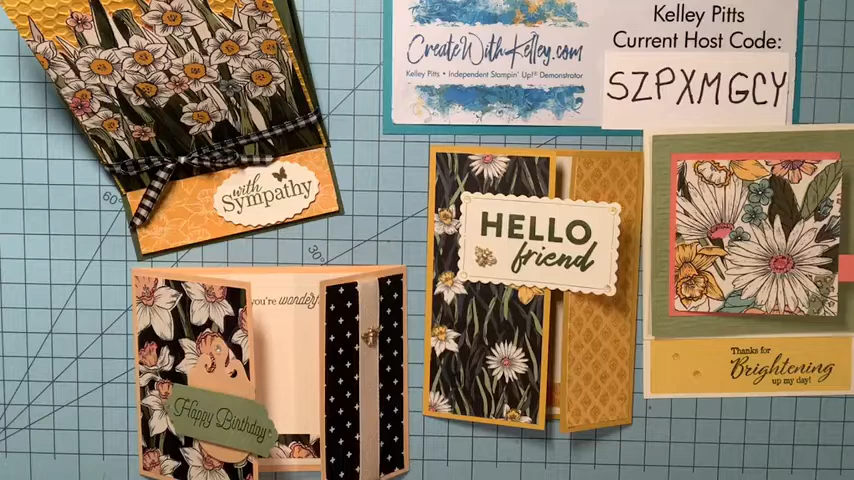 CreateWithKelley.com
Kelley Pitts • Independent Stampin' Up!® Demonstrator
Kelley Pitts
Current Host Code:
SZPXMGCY
with
Sympathy
60°
30°
HELLO
friend
you're wonderf
Happy Birthday
Thanks for
Brightening
up my day!